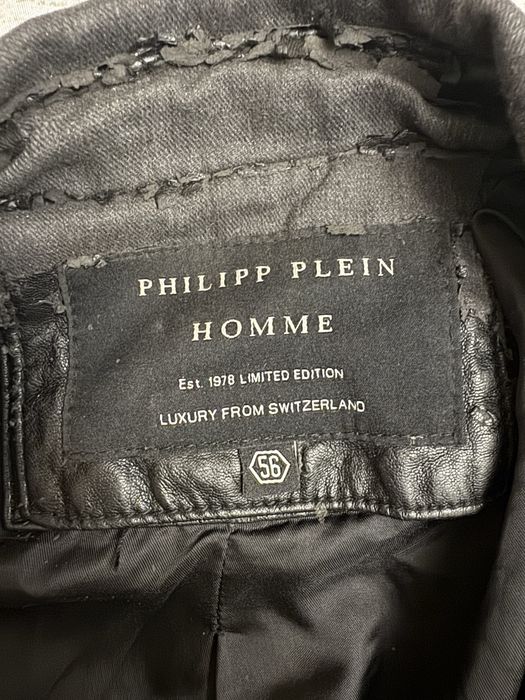 PHILIPP PLEIN
HOMME
Est. 1978 LIMITED EDITION
LUXURY FROM SWITZERLAND
56